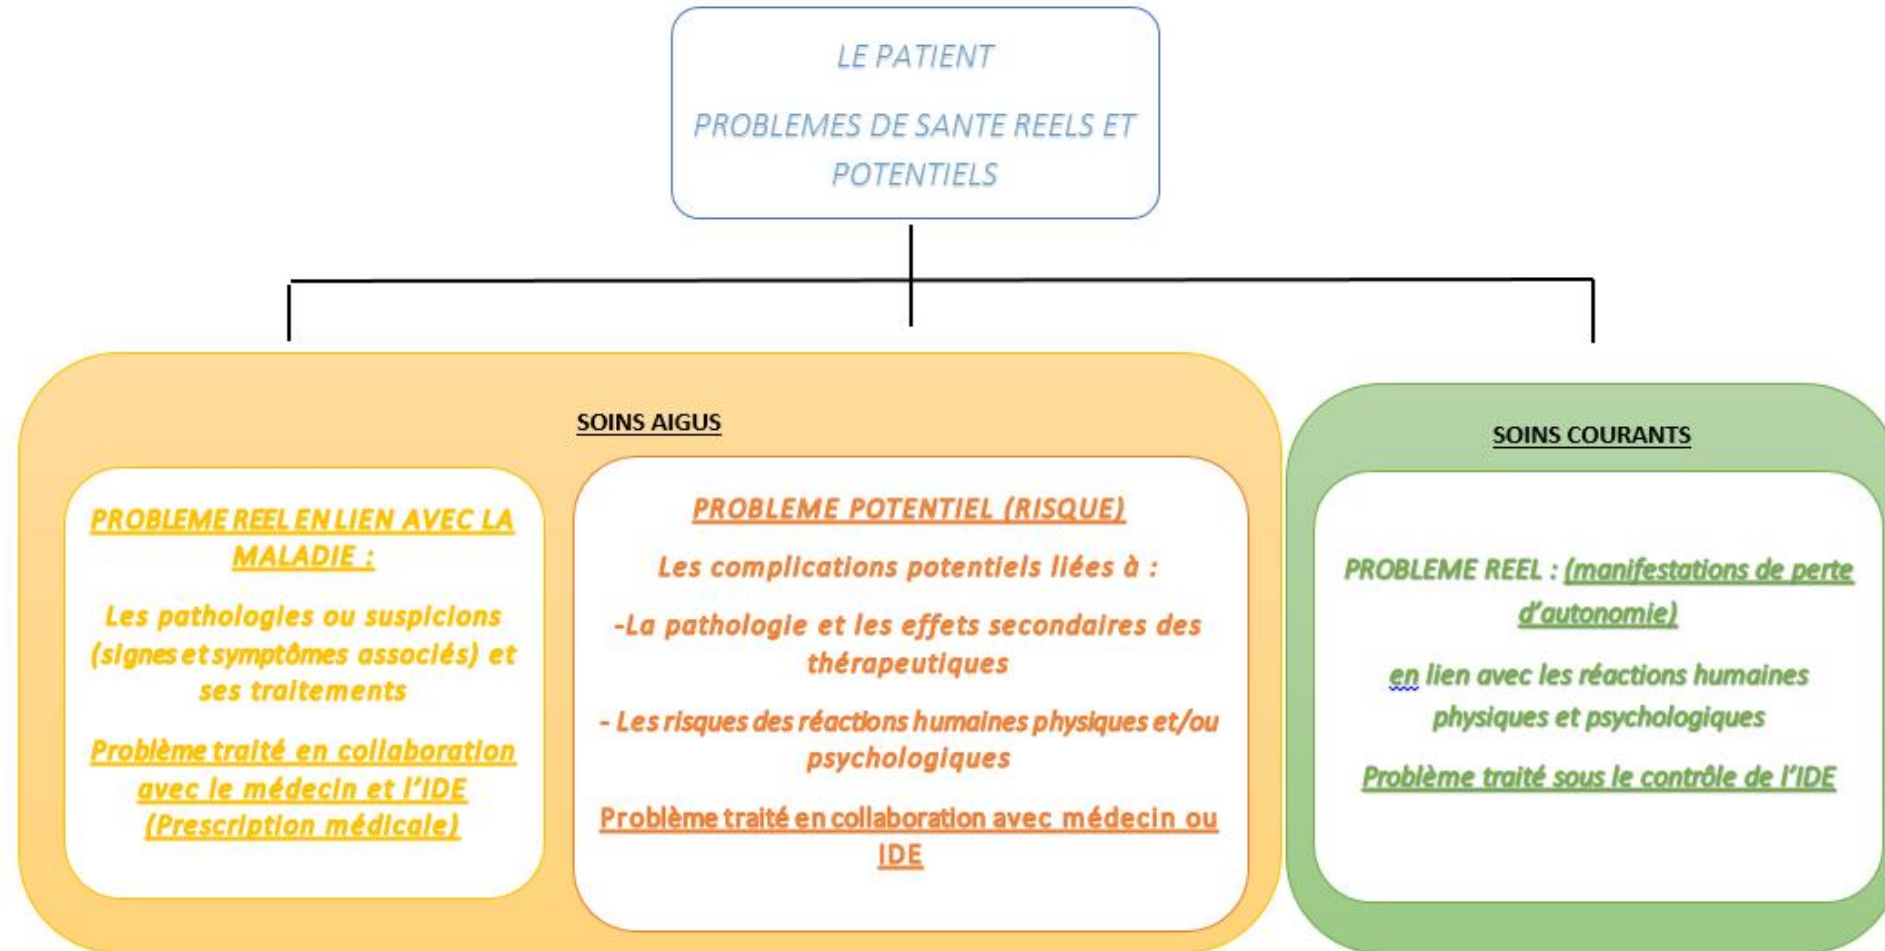 LE PATIENT
PROBLEMES DE SANTE REELS ET
POTENTIELS
SOINS AIGUS
PROBLEME REEL EN LIEN AVEC LA
MALADIE :
Les pathologies ou suspicions
(signes et symptômes associés) et
ses traitements
Problème traité en collaboration
avec le médecin et l'IDE
(Prescription médicale)
PROBLEME POTENTIEL (RISQUE)
Les complications potentiels liées à :
-La pathologie et les effets secondaires des
thérapeutiques
- Les risques des réactions humaines physiques et/ou
psychologiques
Problème traité en collaboration avec médecin ou
IDE
SOINS COURANTS
PROBLEME REEL : (manifestations de perte
d'autonomie)
en lien avec les réactions humaines
physiques et psychologiques
Problème traité sous le contrôle de l'IDE